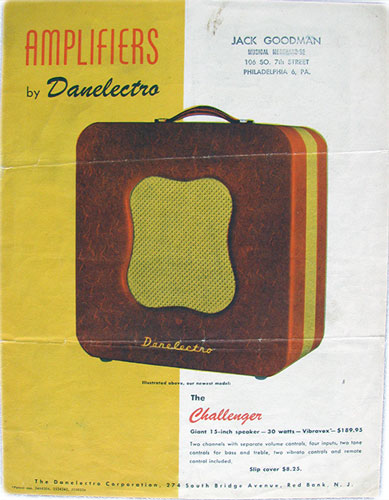 AMPLIFIERS
by Danelectro
JACK GOODMAN
MUSICAL
106 SO. 7th STREET
PHILADELPHIA 6, PA.
Danelectro
Illustrated above, our newest model:
The
Challenger
Giant 15-inch speaker — 30 watts — Vibravox — $189.95
Two channels with separate volume controls, four inputs, two tone
controls for bass and treble, two vibrato controls and remote
control included.
Slip cover $8.25.
The Danelectro Corporation, 274 South Bridge Avenue, Red Bank, N. J.